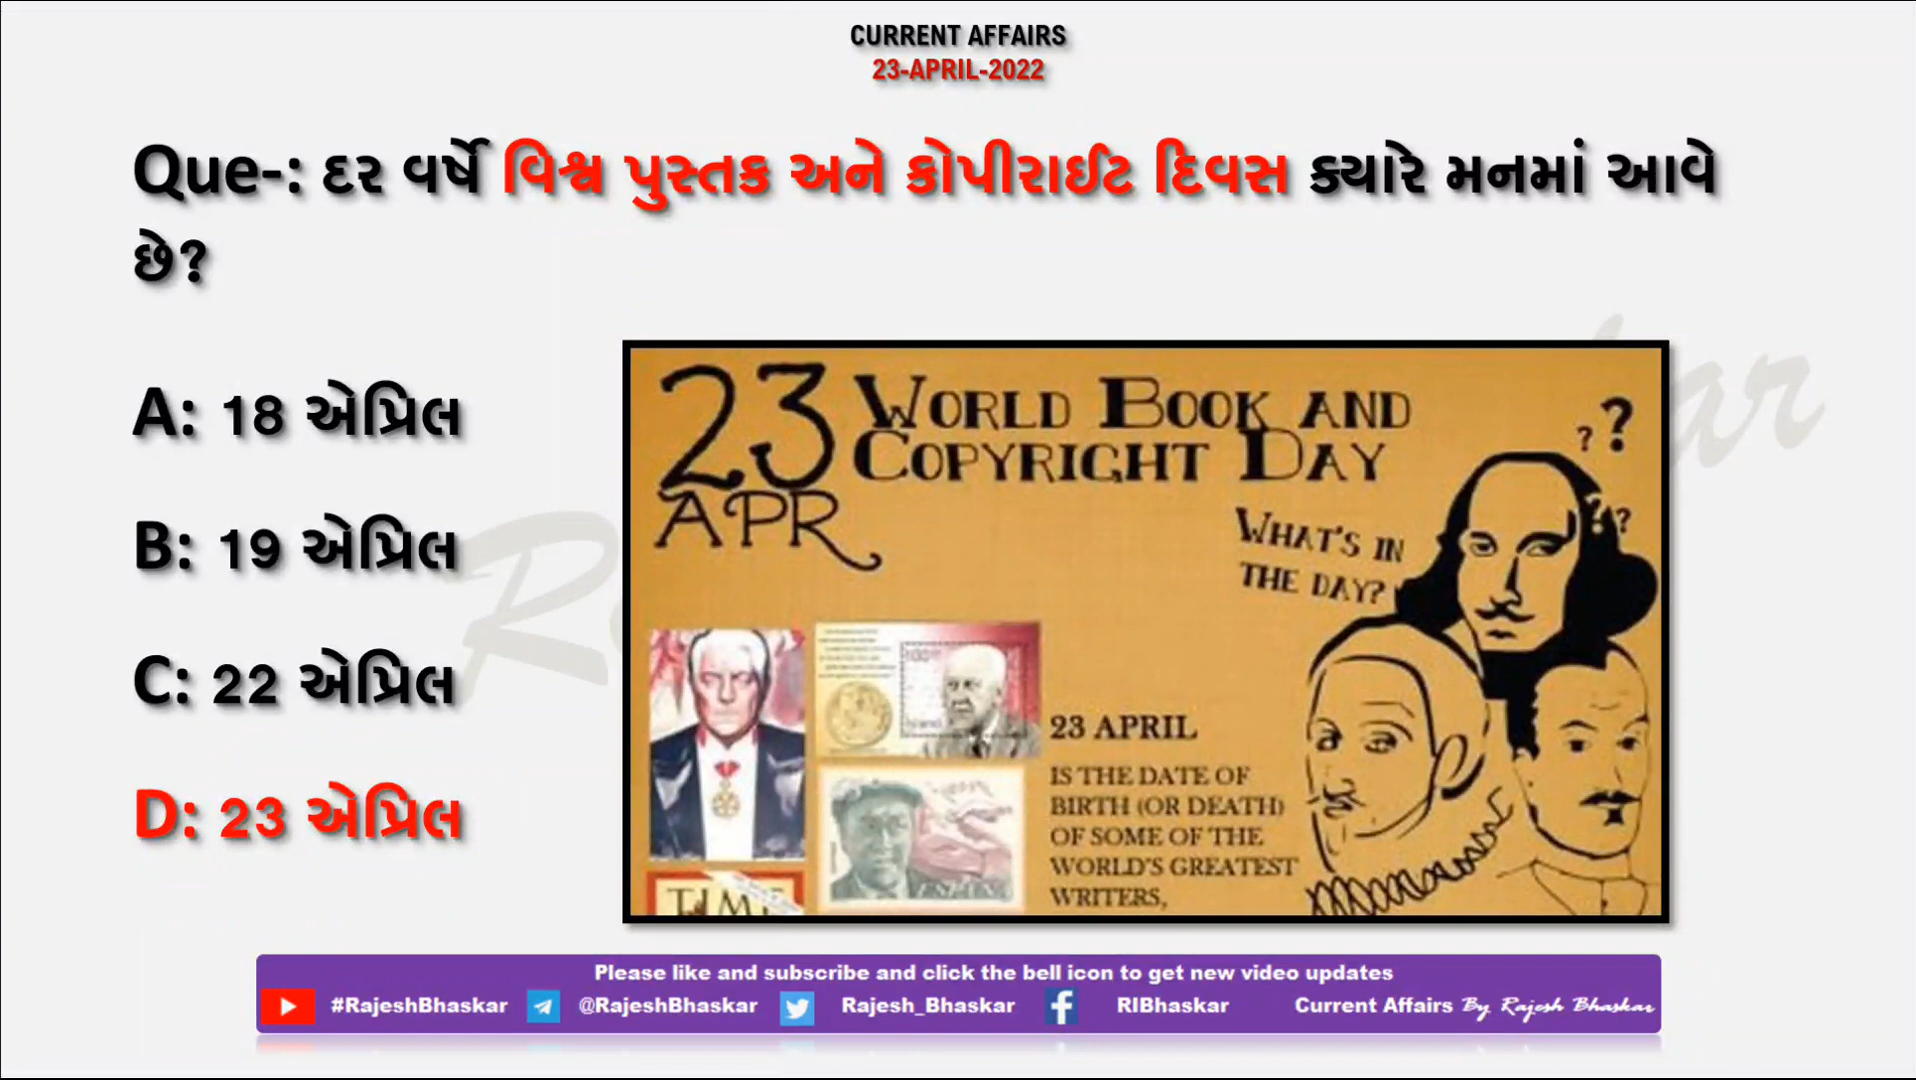 CURRENT AFFAIRS
23-APRIL-2022
Que-: દર વર્ષે વિશ્વ પુસ્તક અને કોપીરાઈટ દિવસ ક્યારે મનમાં આવે
છે?
A: 18 એપ્રિલ
B: 19 એપ્રિલ
C: 22 એપ્રિલ
D: 23 એપ્રિલ
23 WORLD BOOK AND
COPYRIGHT DAY
APR
? ?
? ?
WHAT'S IN
THE DAY?
23 APRIL
IS THE DATE OF
BIRTH (OR DEATH)
OF SOME OF THE
WORLD'S GREATEST
WRITERS,
TIME
Please like and subscribe and click the bell icon to get new video updates
#RajeshBhaskar @RajeshBhaskar Rajesh_Bhaskar f RIBhaskar Current Affairs By Rajesh Bhaskar